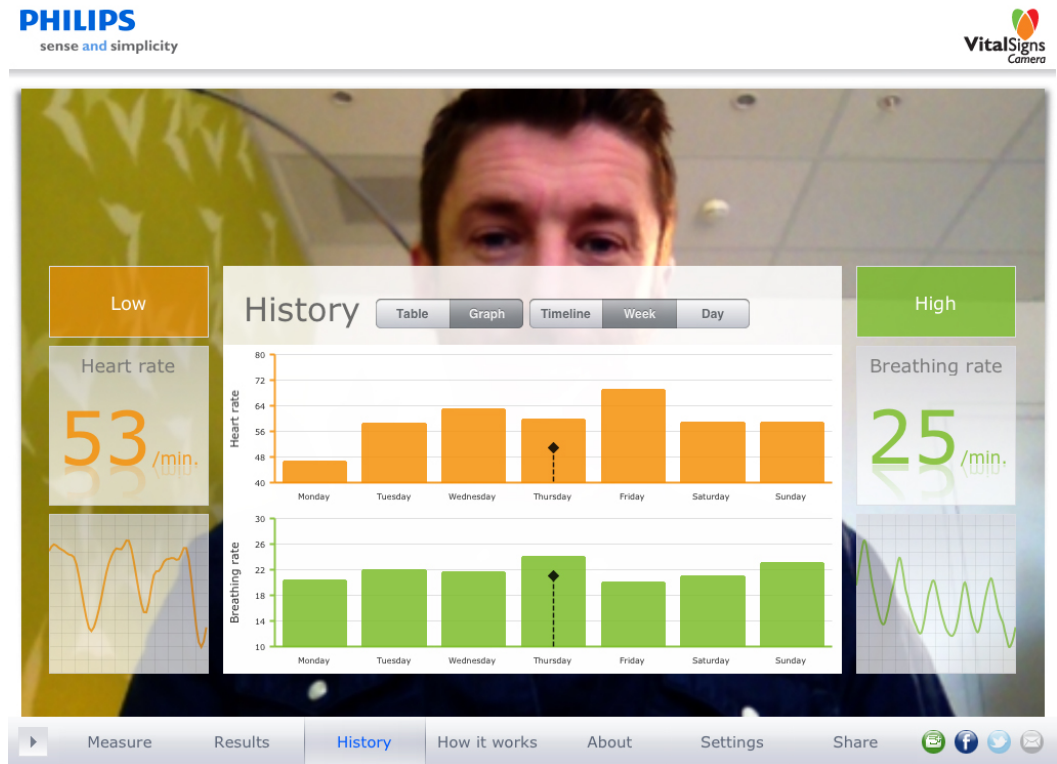 PHILIPS
sense and simplicity
VitalSigns
Camera
Low
High
History
Table
Graph
Timeline
Week
Day
Heart rate
53 /min.
Breathing rate
25 /min.
Heart rate
80
72
64
56
48
40
Monday Tuesday Wednesday Thursday Friday Saturday Sunday
Breathing rate
30
26
22
18
14
10
Monday Tuesday Wednesday Thursday Friday Saturday Sunday
Measure Results History How it works About Settings Share
f